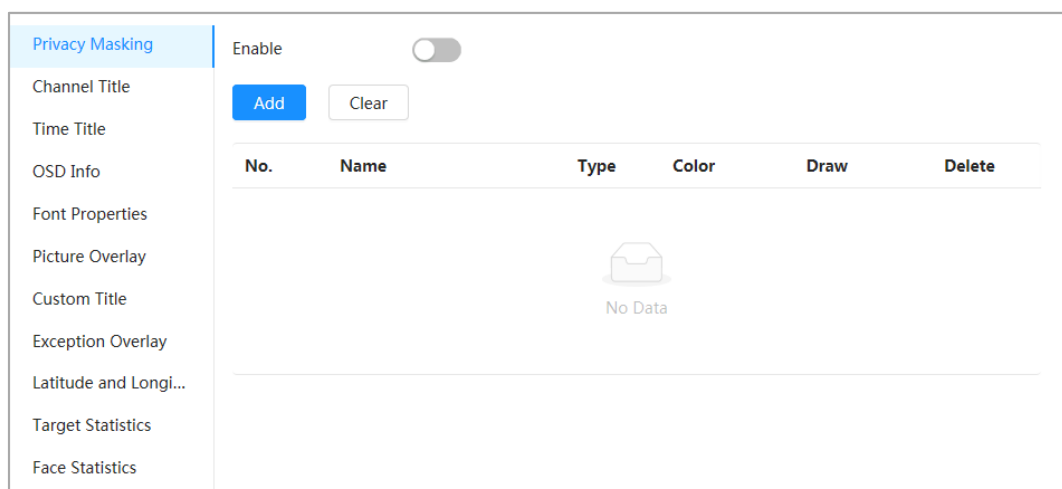 Privacy Masking
Channel Title
Time Title
OSD Info
Font Properties
Picture Overlay
Custom Title
Exception Overlay
Latitude and Longi...
Target Statistics
Face Statistics
Enable
Add Clear
No. Name Type Color Draw Delete
No Data